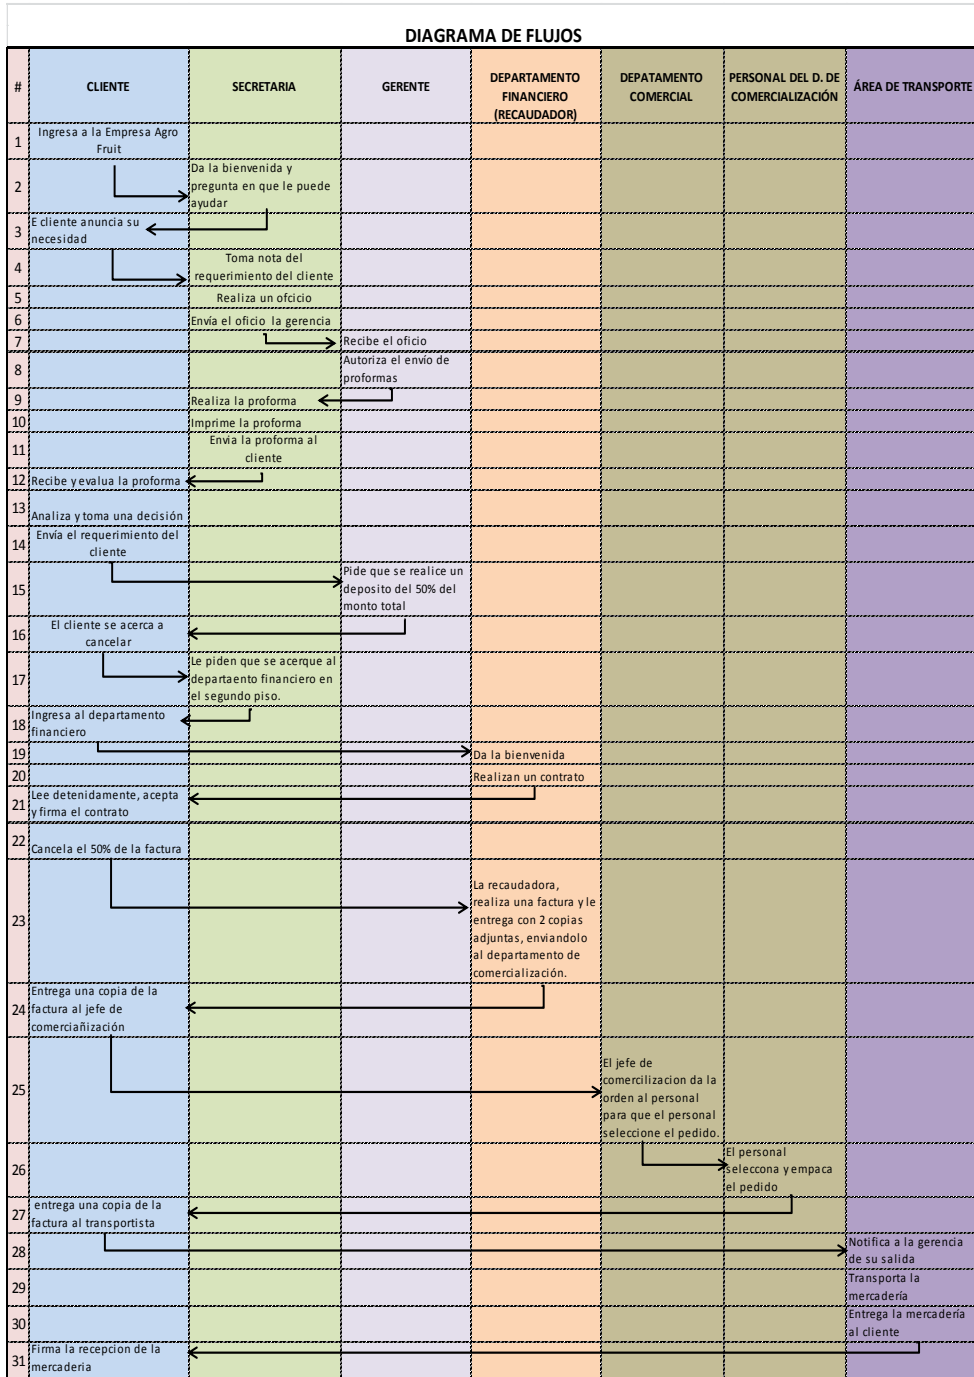 DIAGRAMA DE FLUJOS
#
CLIENTE
SECRETARIA
GERENTE
DEPARTAMENTO
FINANCIERO
(RECAUDADOR)
DEPATAMENTO
COMERCIAL
PERSONAL DEL D. DE
COMERCIALIZACIÓN
ÁREA DE TRANSPORTE
1
Ingresa a la Empresa Agro
Fruit
2
Da la bienvenida y
pregunta en que le puede
ayudar
3
E cliente anuncia su
necesidad
4
Toma nota del
requerimiento del cliente
5
Realiza un ofcicio
6
Envía el oficio la gerencia
7
Recibe el oficio
8
Autoriza el envío de
proformas
9
Realiza la proforma
10
Imprime la proforma
11
Envia la proforma al
cliente
12
Recibe y evalua la proforma
13
Analiza y toma una decisión
14
Envía el requerimiento del
cliente
15
Pide que se realice un
deposito del 50% del
monto total
16
El cliente se acerca a
cancelar
17
Le piden que se acerque al
departaento financiero en
el segundo piso.
18
Ingresa al departamento
financiero
19
Da la bienvenida
20
Realizan un contrato
21
Lee detenidamente, acepta
y firma el contrato
22
Cancela el 50% de la factura
23
La recaudadora,
realiza una factura y le
entrega con 2 copias
adjuntas, enviandolo
al departamento de
comercialización.
24
Entrega una copia de la
factura al jefe de
comerciañización
25
El jefe de
comercilizacion da la
orden al personal
para que el personal
seleccione el pedido.
26
El personal
seleccona y empaca
el pedido
27
entrega una copia de la
factura al transportista
28
Notifica a la gerencia
de su salida
29
Transporta la
mercadería
30
Entrega la mercadería
al cliente
31
Firma la recepcion de la
mercaderia